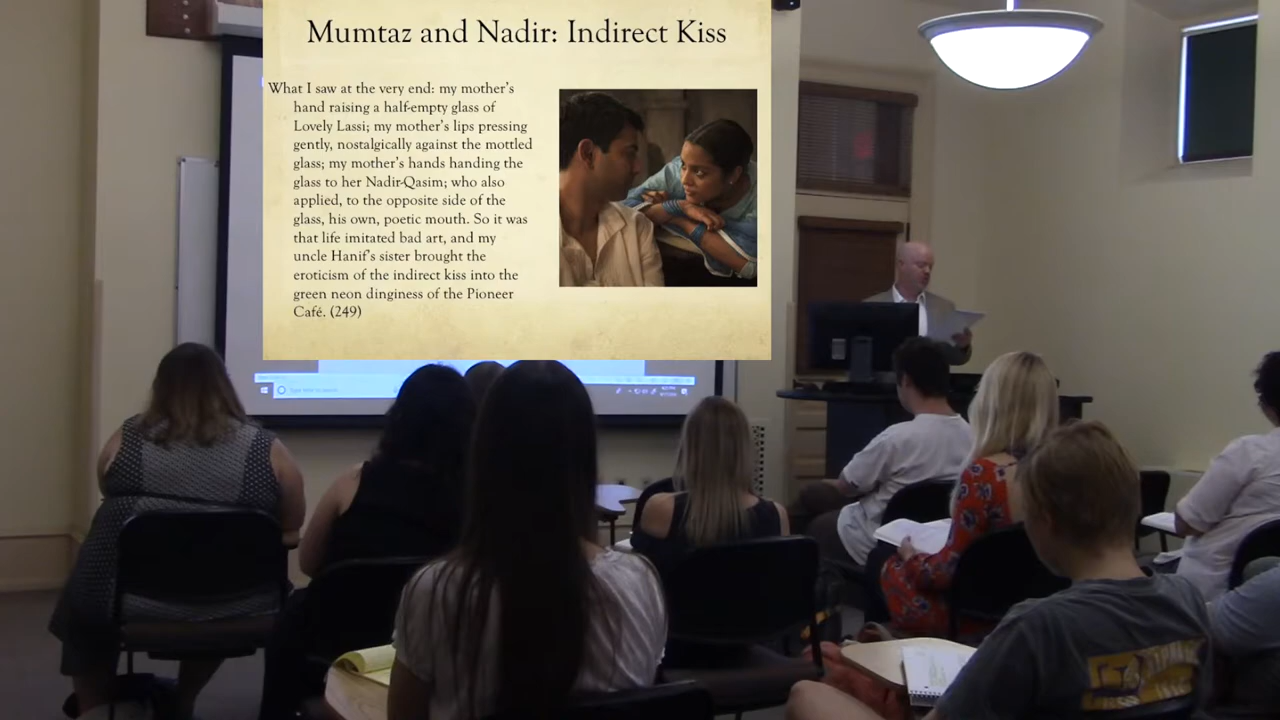 Mumtaz and Nadir: Indirect Kiss
What I saw at the very end: my mother's
hand raising a half-empty glass of
Lovely Lassi; my mother's lips pressing
gently, nostalgically against the mottled
glass; my mother's hands handing the
glass to her Nadir-Qasim; who also
applied, to the opposite side of the
glass, his own, poetic mouth. So it was
that life imitated bad art, and my
uncle Hanif's sister brought the
eroticism of the indirect kiss into the
green neon dinginess of the Pioneer
Café. (249)